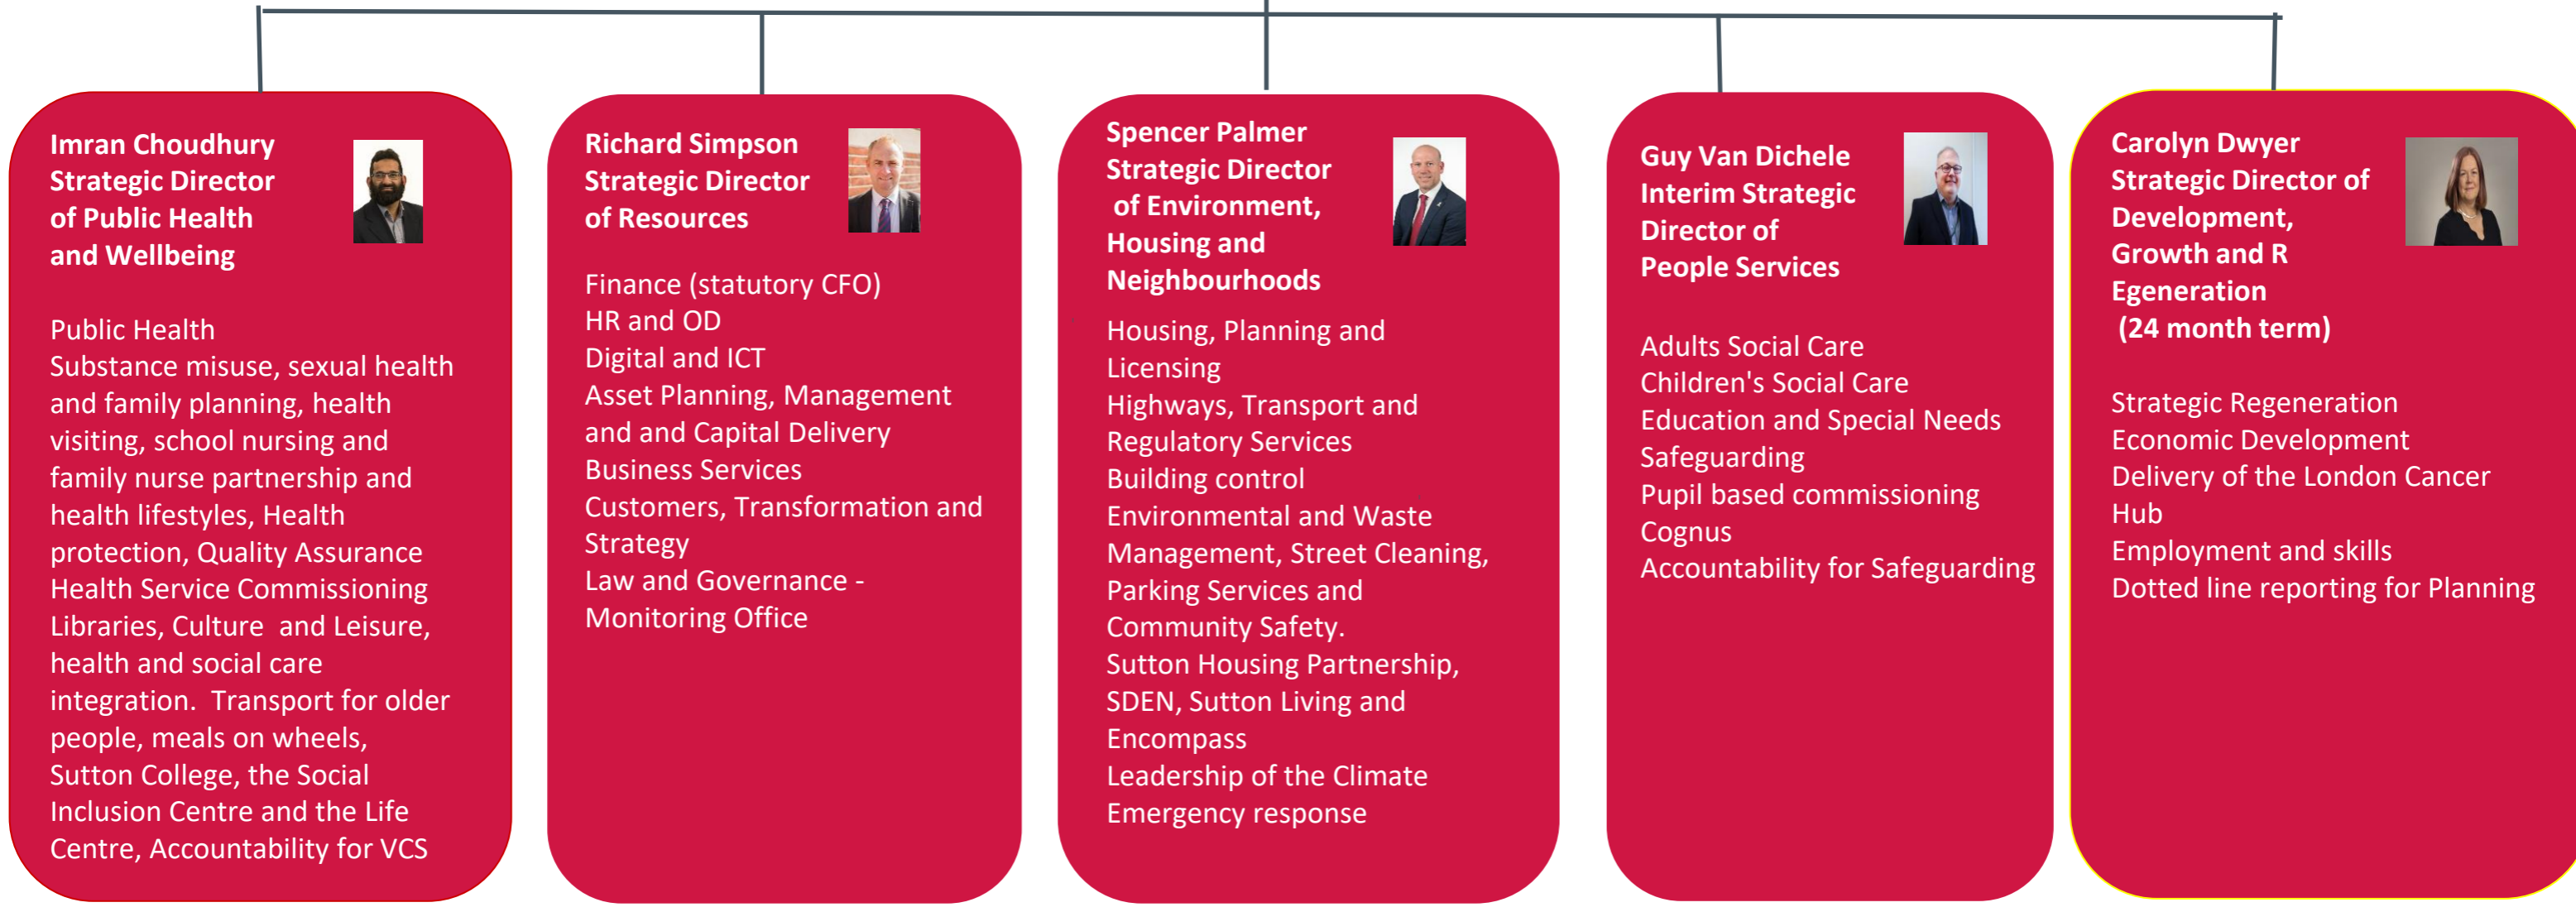 Imran Choudhury
Strategic Director
of Public Health
and Wellbeing
Public Health
Substance misuse, sexual health
and family planning, health
visiting, school nursing and
family nurse partnership and
health lifestyles, Health
protection, Quality Assurance
Health Service Commissioning
Libraries, Culture and Leisure,
health and social care
integration. Transport for older
people, meals on wheels,
Sutton College, the Social
Inclusion Centre and the Life
Centre, Accountability for VCS
Richard Simpson
Strategic Director
of Resources
Finance (statutory CFO)
HR and OD
Digital and ICT
Asset Planning, Management
and and Capital Delivery
Business Services
Customers, Transformation and
Strategy
Law and Governance -
Monitoring Office
Spencer Palmer
Strategic Director
of Environment,
Housing and
Neighbourhoods
Housing, Planning and
Licensing
Highways, Transport and
Regulatory Services
Building control
Environmental and Waste
Management, Street Cleaning,
Parking Services and
Community Safety.
Sutton Housing Partnership,
SDEN, Sutton Living and
Encompass
Leadership of the Climate
Emergency response
Guy Van Dichele
Interim Strategic
Director of
People Services
Adults Social Care
Children's Social Care
Education and Special Needs
Safeguarding
Pupil based commissioning
Cognus
Accountability for Safeguarding
Carolyn Dwyer
Strategic Director of
Development,
Growth and R
Egeneration
(24 month term)
Strategic Regeneration
Economic Development
Delivery of the London Cancer
Hub
Employment and skills
Dotted line reporting for Planning